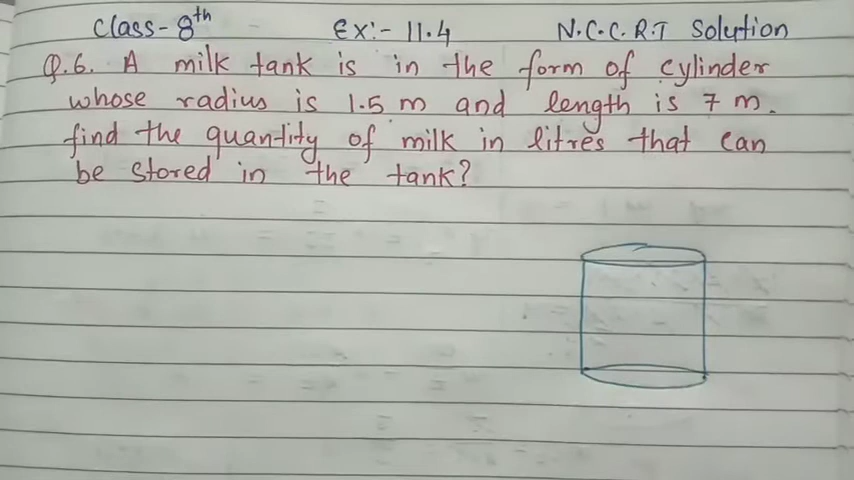 Class-8th Ex:- 11.4 N.C.C.R.T Solution
Q.6. A milk tank is in the form of cylinder
whose radius is 1.5 m and length is 7 m.
find the quantity of milk in litres that can
be stored in the tank?